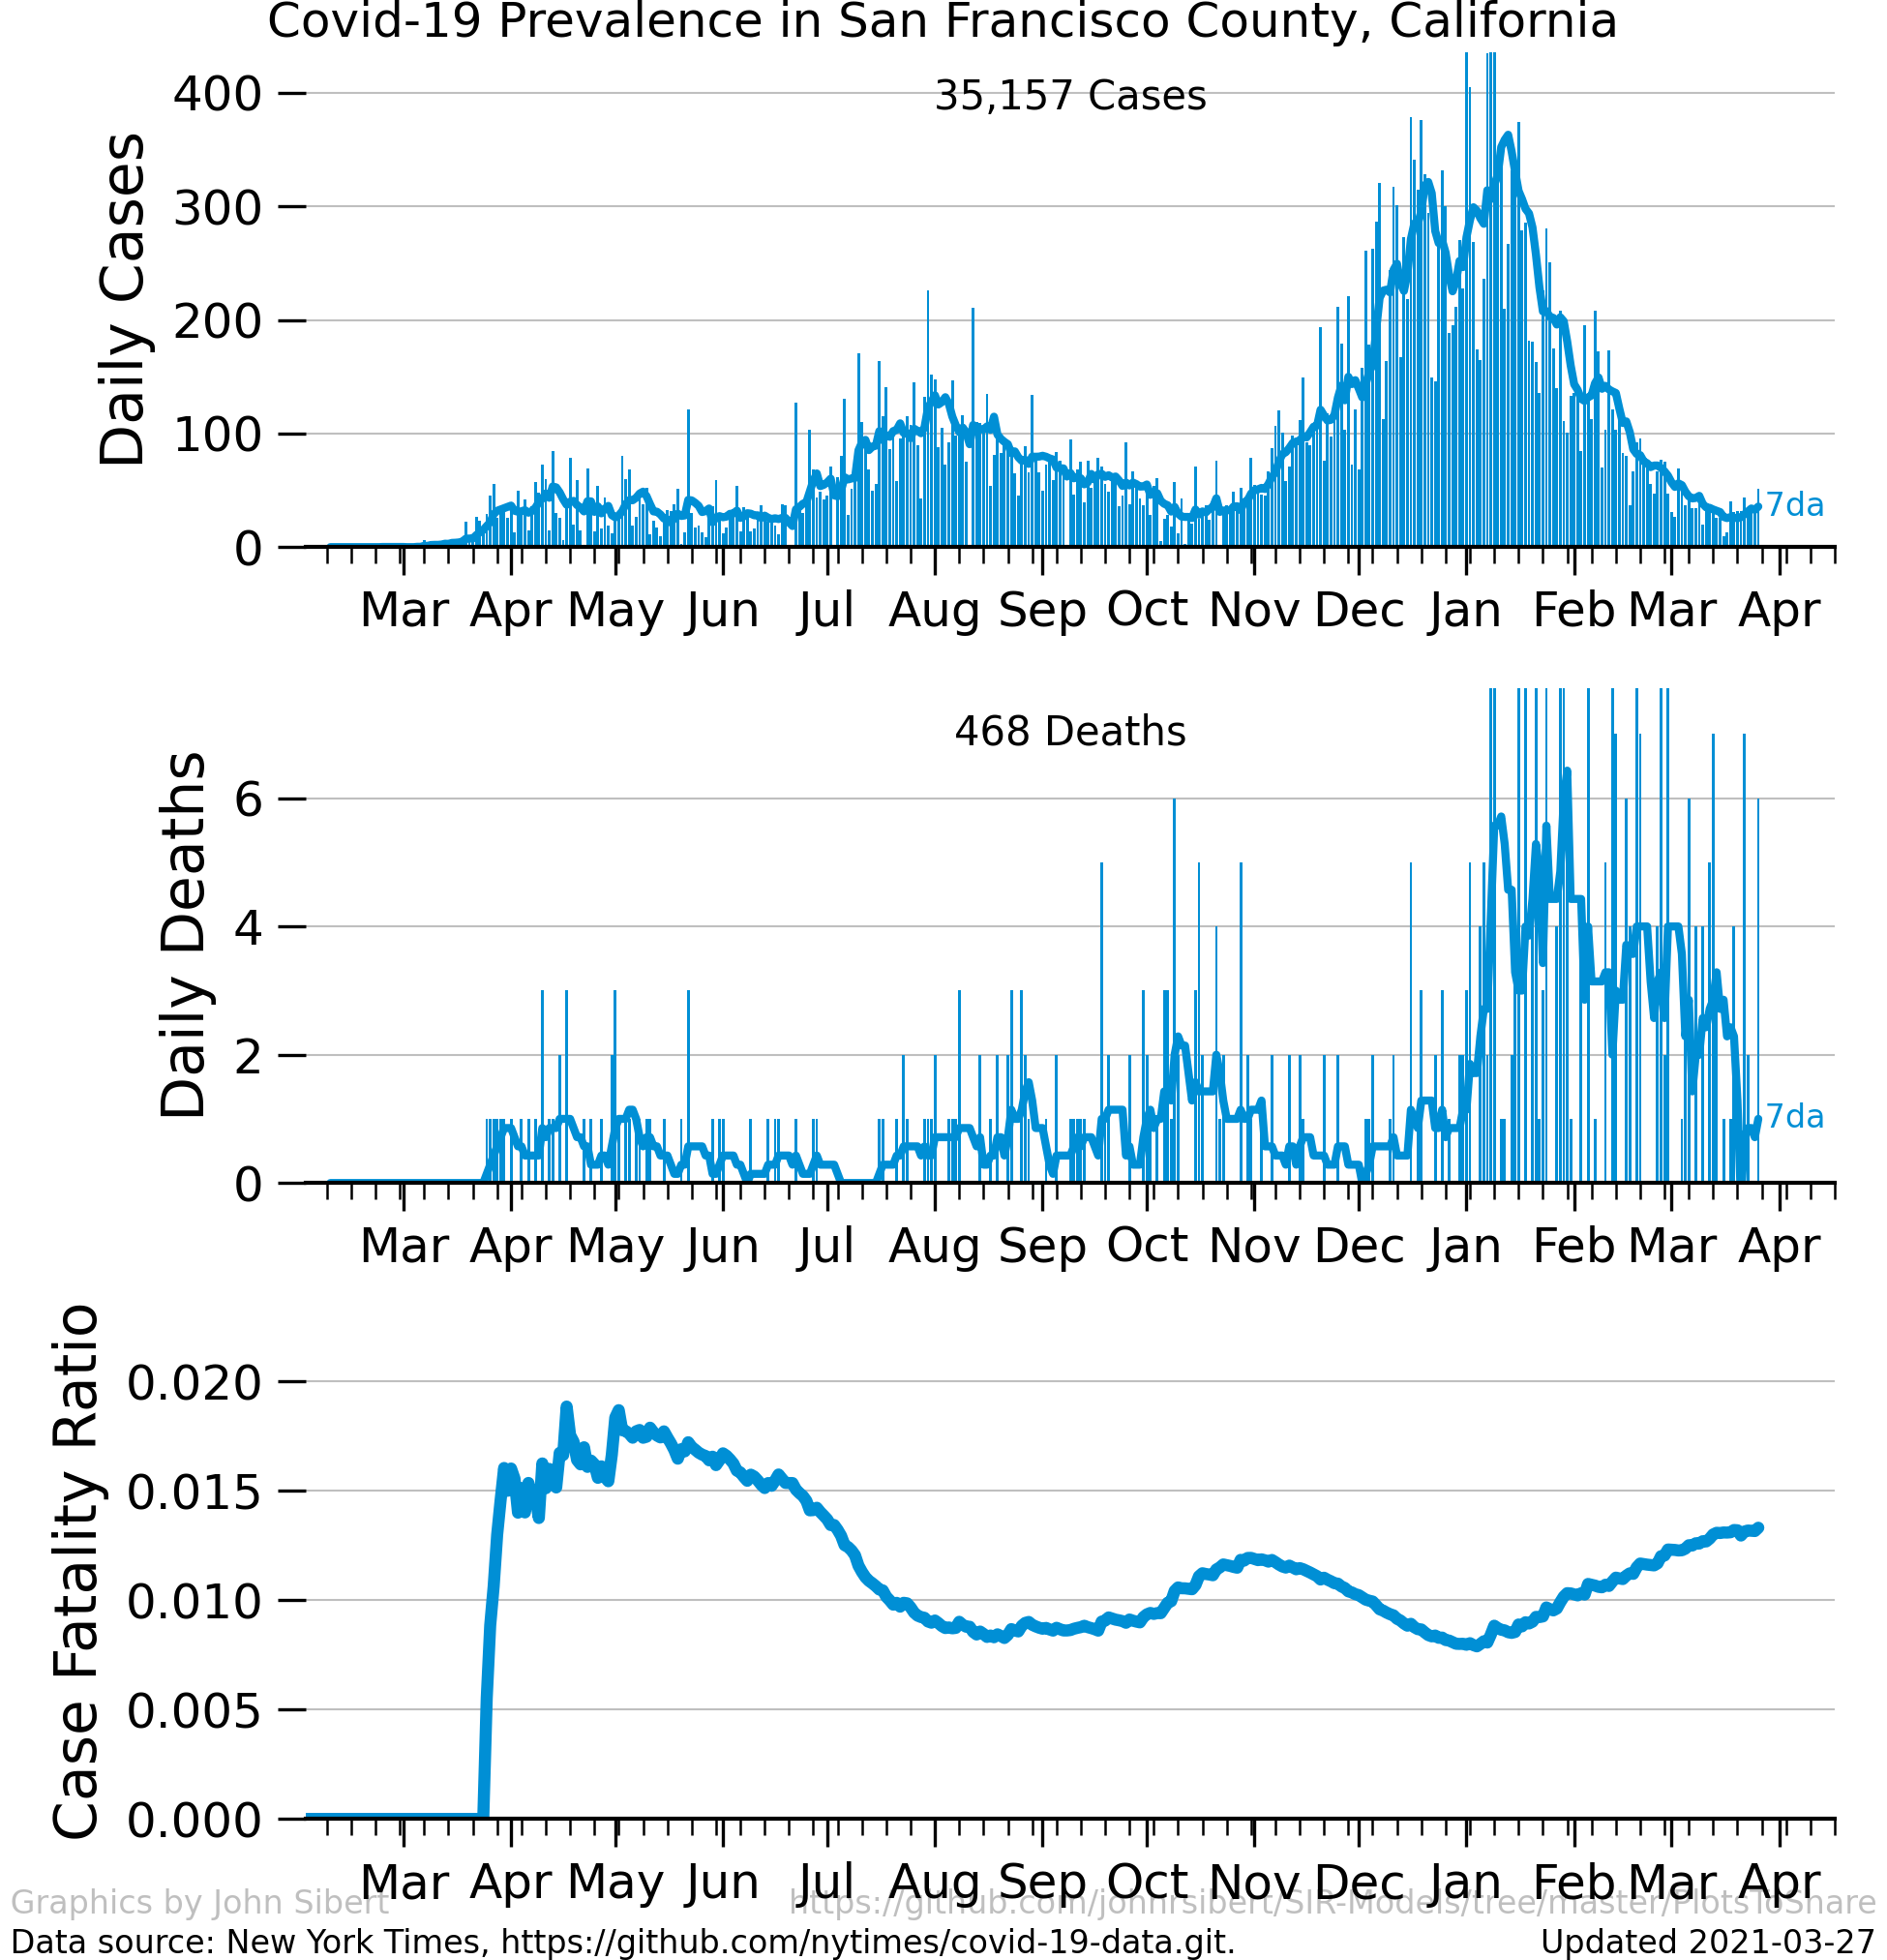 Covid-19 Prevalence in San Francisco County, California
35,157 Cases
Daily Cases
400
300
200
100
0
7da
Mar Apr May Jun Jul Aug Sep Oct Nov Dec Jan Feb Mar Apr
468 Deaths
Daily Deaths
6
4
2
0
7da
Mar Apr May Jun Jul Aug Sep Oct Nov Dec Jan Feb Mar Apr
Case Fatality Ratio
0.020
0.015
0.010
0.005
0.000
Mar Apr May Jun Jul Aug Sep Oct Nov Dec Jan Feb Mar Apr
Graphics by John Sibert https://github.com/johnrsibert/SIR-Models/tree/master/PlotsToShare
Data source: New York Times, https://github.com/nytimes/covid-19-data.git. Updated 2021-03-27